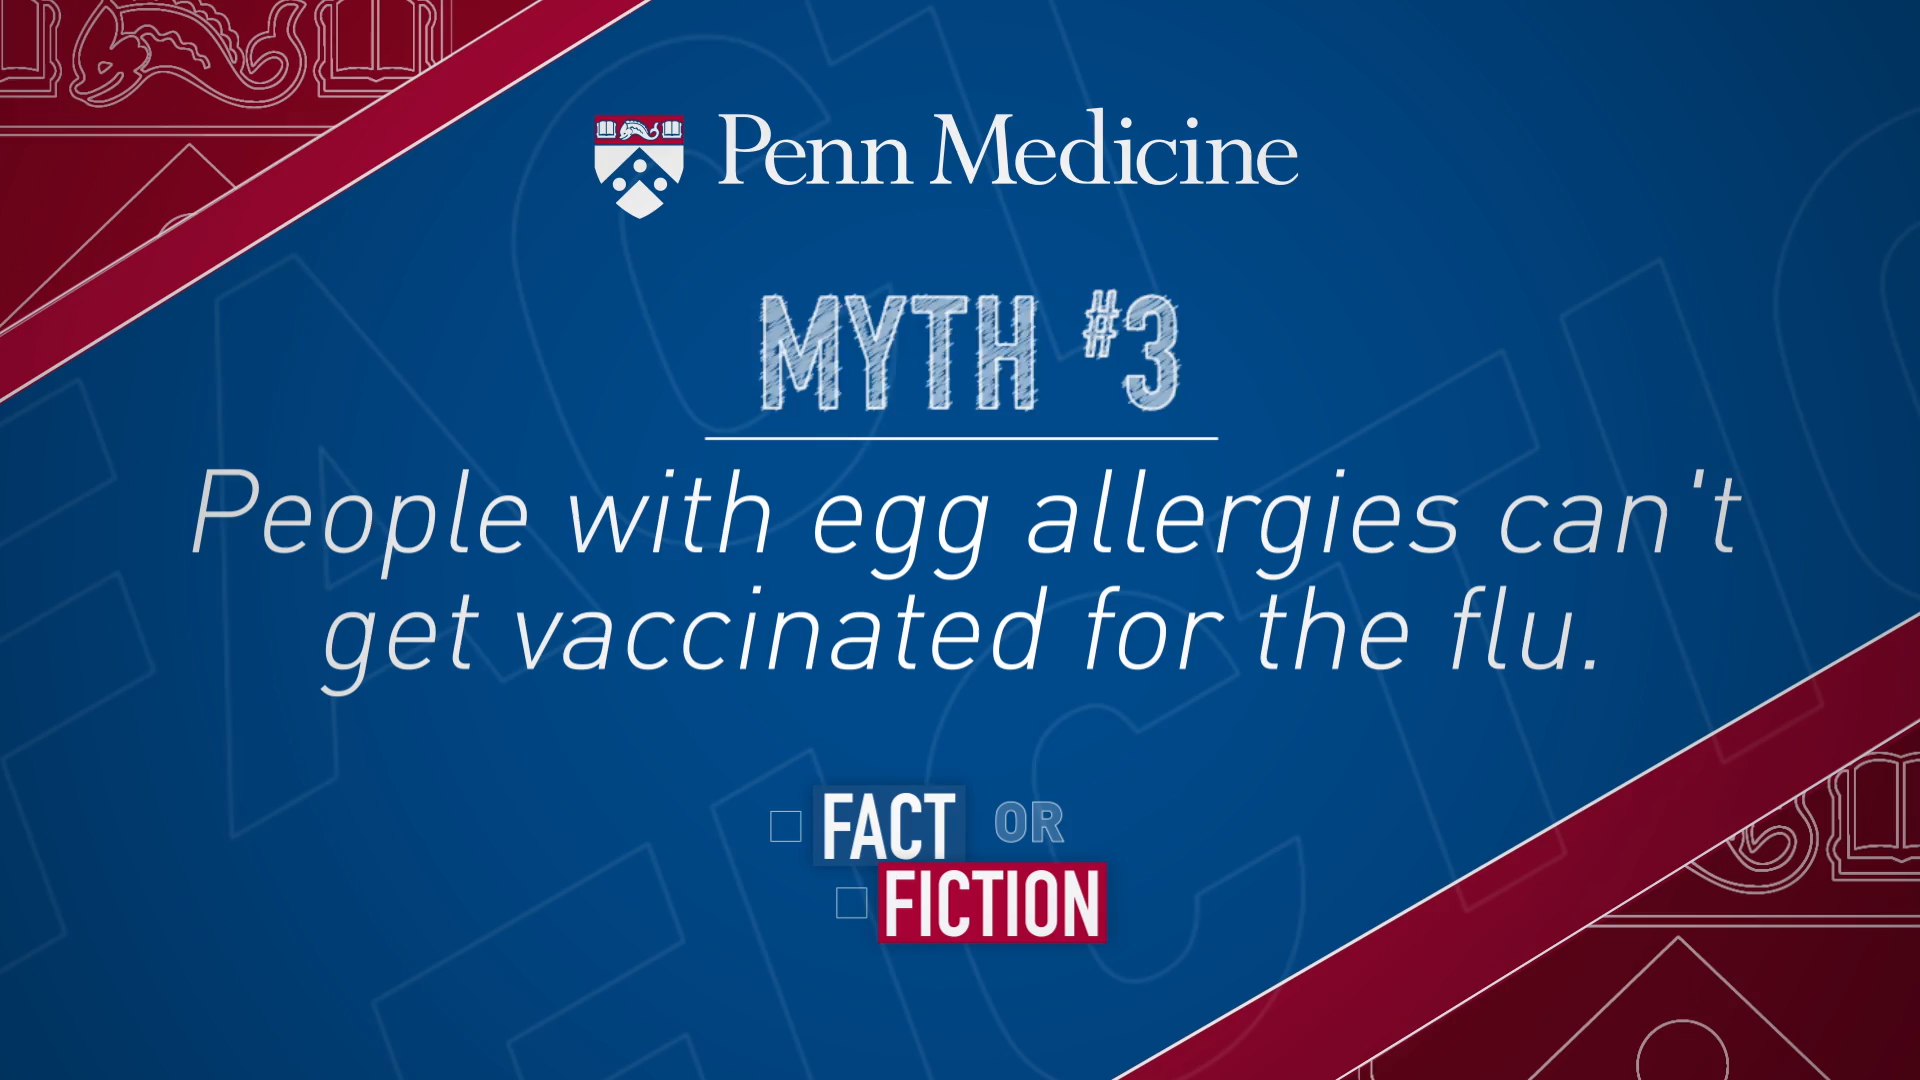 Penn Medicine
MYTH #3
People with egg allergies can't
get vaccinated for the flu.
FACT OR
FICTION